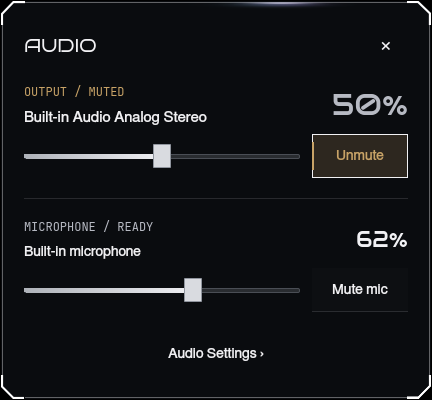 AUDIO ×
OUTPUT / MUTED
50%
Built-in Audio Analog Stereo
Unmute
MICROPHONE / READY
62%
Built-in microphone
Mute mic
Audio Settings ›